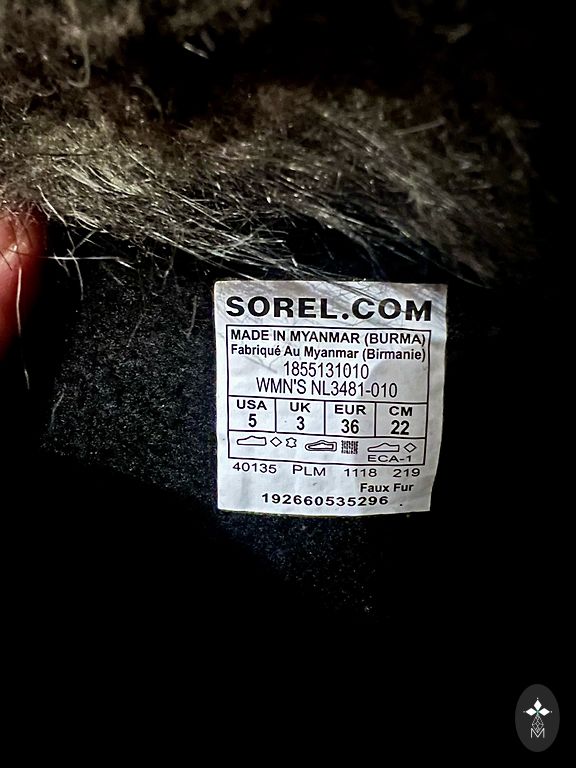 SOREL.COM
MADE IN MYANMAR (BURMA)
Fabriqué Au Myanmar (Birmanie)
1855131010
WMN'S NL3481-010
USA UK EUR CM
5 3 36 22
ECA-1
40135 PLM 1118 219
Faux Fur
192660535296
M